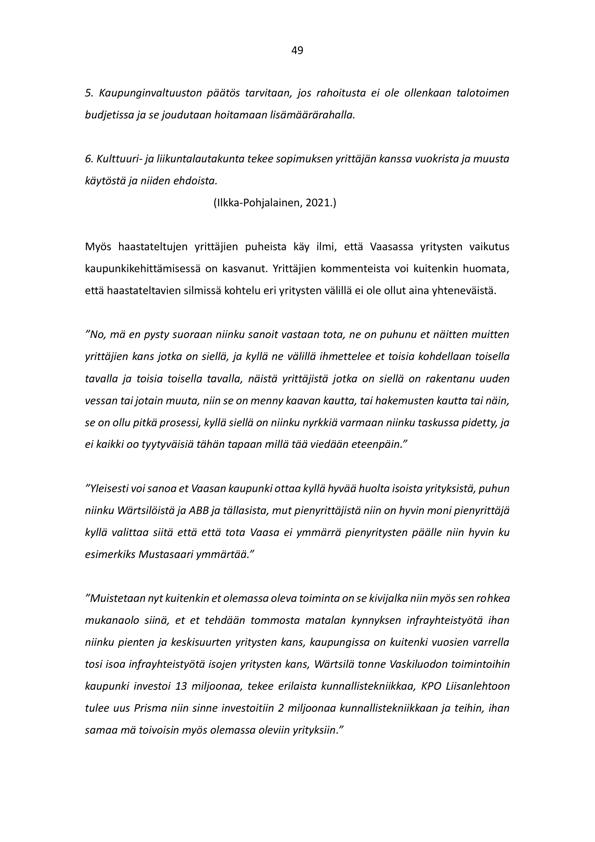 49
5. Kaupunginvaltuuston päätös tarvitaan, jos rahoitusta ei ole ollenkaan talotoimen
budjetissa ja se joudutaan hoitamaan lisämäärärahalla.
6. Kulttuuri- ja liikuntalautakunta tekee sopimuksen yrittäjän kanssa vuokrista ja muusta
käytöstä ja niiden ehdoista.
(Ilkka-Pohjalainen, 2021.)
Myös haastateltujen yrittäjien puheista käy ilmi, että Vaasassa yritysten vaikutus
kaupunkikehittämisessä on kasvanut. Yrittäjien kommenteista voi kuitenkin huomata,
että haastateltavien silmissä kohtelu eri yritysten välillä ei ole ollut aina yhteneväistä.
”No, mä en pysty suoraan niinku sanoit vastaan tota, ne on puhunu et näitten muitten
yrittäjien kans jotka on siellä, ja kyllä ne välillä ihmettelee et toisia kohdellaan toisella
tavalla ja toisia toisella tavalla, näistä yrittäjistä jotka on siellä on rakentanu uuden
vessan tai jotain muuta, niin se on menny kaavan kautta, tai hakemusten kautta tai näin,
se on ollu pitkä prosessi, kyllä siellä on niinku nyrkkiä varmaan niinku taskussa pidetty, ja
ei kaikki oo tyytyväisiä tähän tapaan millä tää viedään eteenpäin.”
”Yleisesti voi sanoa et Vaasan kaupunki ottaa kyllä hyvää huolta isoista yrityksistä, puhun
niinku Wärtsilöistä ja ABB ja tällasista, mut pienyrittäjistä niin on hyvin moni pienyrittäjä
kyllä valittaa siitä että että tota Vaasa ei ymmärrä pienyritysten päälle niin hyvin ku
esimerkiks Mustasaari ymmärtää.”
”Muistetaan nyt kuitenkin et olemassa oleva toiminta on se kivijalka niin myös sen rohkea
mukanaolo siinä, et et tehdään tommosta matalan kynnyksen infrayhteistyötä ihan
niinku pienten ja keskisuurten yritysten kans, kaupungissa on kuitenki vuosien varrella
tosi isoa infrayhteistyötä isojen yritysten kans, Wärtsilä tonne Vaskiluodon toimintoihin
kaupunki investoi 13 miljoonaa, tekee erilaista kunnallistekniikkaa, KPO Liisanlehtoon
tulee uus Prisma niin sinne investoitiin 2 miljoonaa kunnallistekniikkaan ja teihin, ihan
samaa mä toivoisin myös olemassa oleviin yrityksiin.”